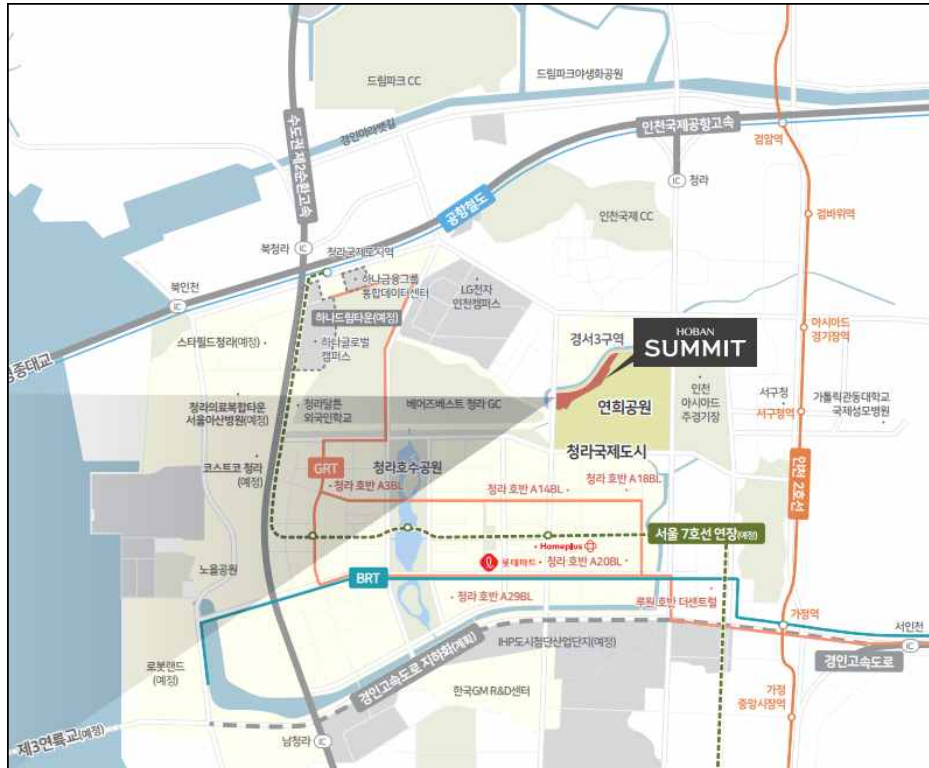 드림파크 CC
드림파크야생화공원
수도권 제2순환고속
경인아라뱃길
인천국제공항고속
검암역
IC
청라
공항철도
인천국제 CC
검바위역
북청라
IC
청라국제도시역
북인천
IC
하나금융그룹
통합데이터센터
LG전자
인천캠퍼스
하나드림타운(예정)
영종대교
스타필드청라(예정)
하나글로벌
캠퍼스
경서3구역
HOBAN
SUMMIT
아시아드
경기장역
청라의료복합타운
서울아산병원(예정)
청라달튼
외국인학교
베어즈베스트 청라 GC
연희공원
인천
아시아드
주경기장
서구청
서구청역
가톨릭관동대학교
국제성모병원
코스트코 청라
(예정)
GRT
청라호수공원
청라국제도시
인천 2호선
청라 호반 A3BL
청라 호반 A14BL
청라 호반 A18BL
서울 7호선 연장(예정)
Homeplus
롯데마트
청라 호반 A20BL
노을공원
BRT
청라 호반 A29BL
루원 호반 더센트럴
가정역
서인천
IC
경인고속도로
로봇랜드
(예정)
경인고속도로 지하화(계획)
IHP도시첨단산업단지(예정)
한국GM R&D센터
가정
중앙시장역
제3연륙교(예정)
남청라
IC